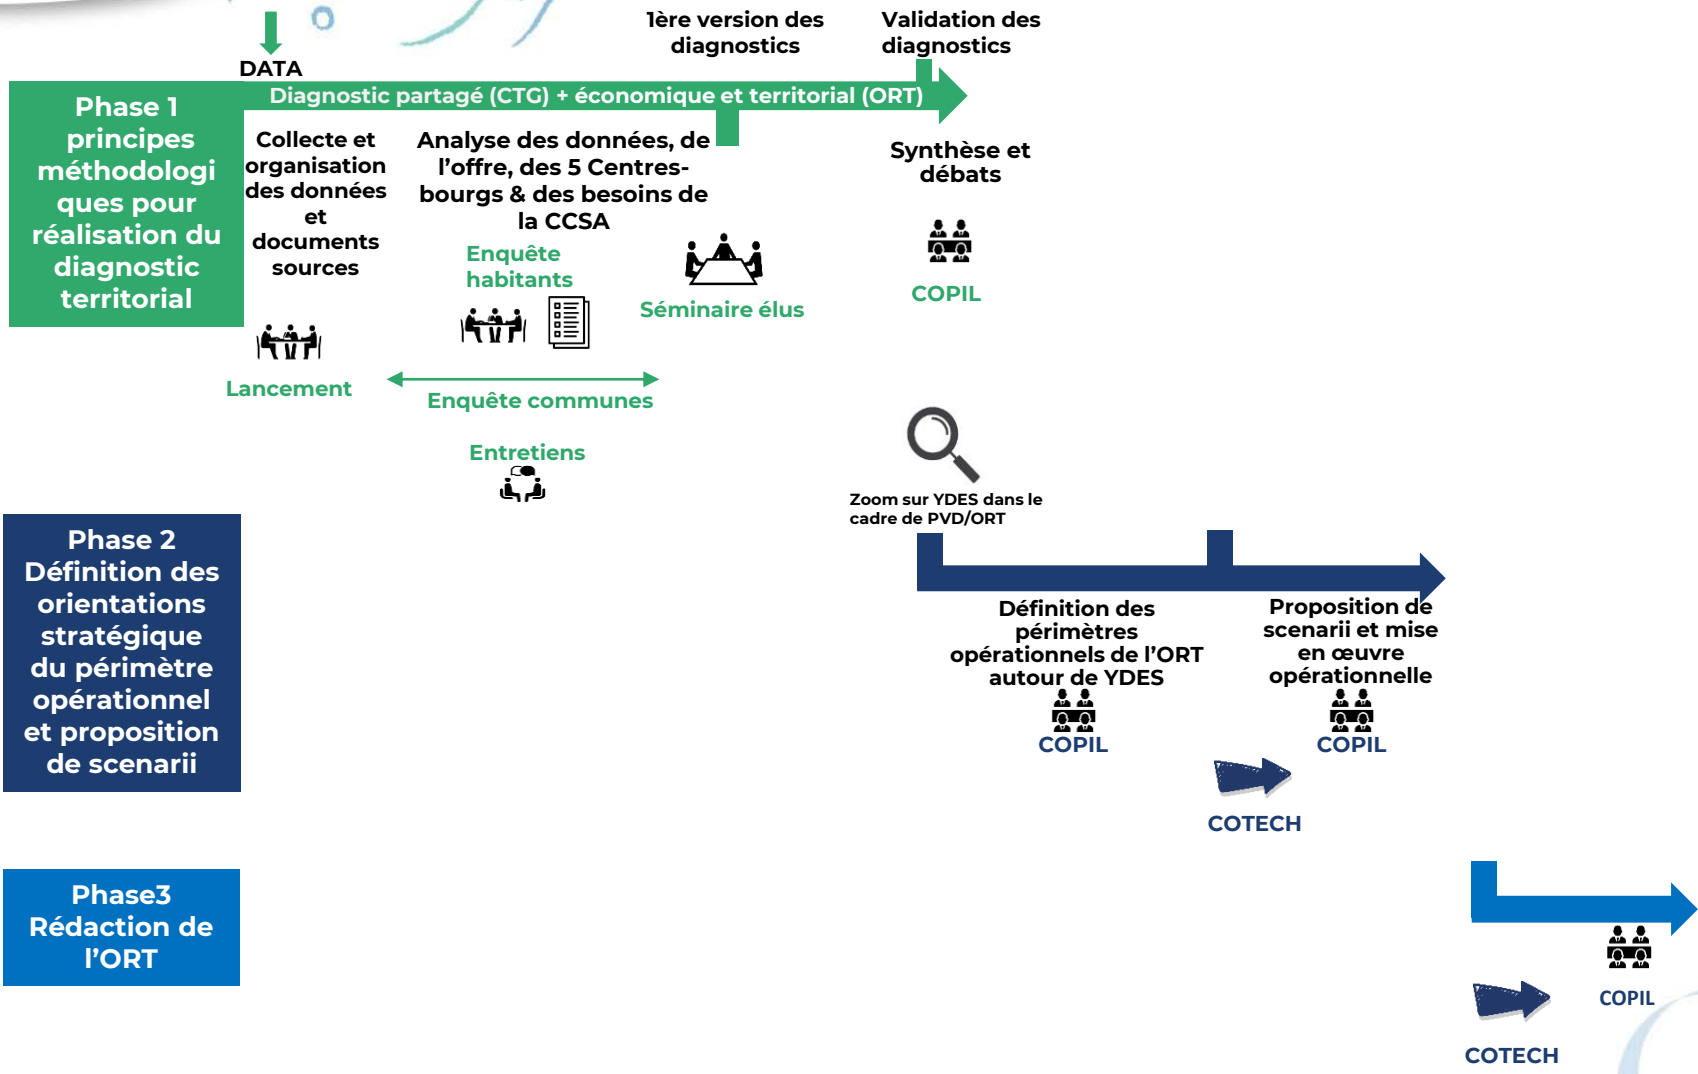 1ère version des
diagnostics
Validation des
diagnostics
DATA
Diagnostic partagé (CTG) + économique et territorial (ORT)
Phase 1
principes
méthodologi
ques pour
réalisation du
diagnostic
territorial
Collecte et
organisation
des données
et
documents
sources
Lancement
Analyse des données, de
l’offre, des 5 Centres-
bourgs & des besoins de
la CCSA
Enquête
habitants
Séminaire élus
Enquête communes
Entretiens
Synthèse et
débats
COPIL
Zoom sur YDES dans le
cadre de PVD/ORT
Phase 2
Définition des
orientations
stratégique
du périmètre
opérationnel
et proposition
de scenarii
Définition des
périmètres
opérationnels de l’ORT
autour de YDES
COPIL
Proposition de
scenarii et mise
en œuvre
opérationnelle
COPIL
COTECH
Phase3
Rédaction de
l’ORT
COPIL
COTECH